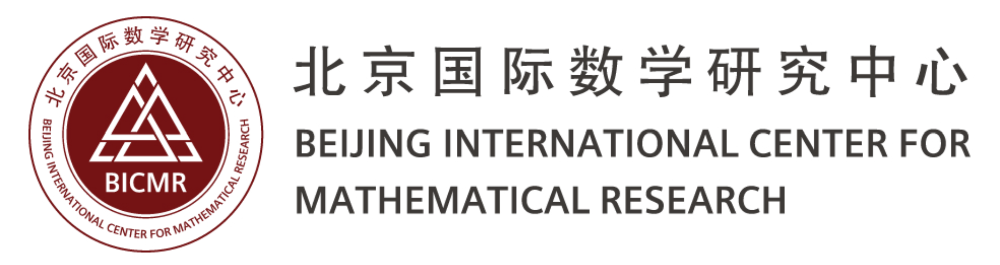 北京国际数学研究中心
BEIJING INTERNATIONAL CENTER FOR MATHEMATICAL RESEARCH
BICMR
北京国际数学研究中心
BEIJING INTERNATIONAL CENTER FOR
MATHEMATICAL RESEARCH